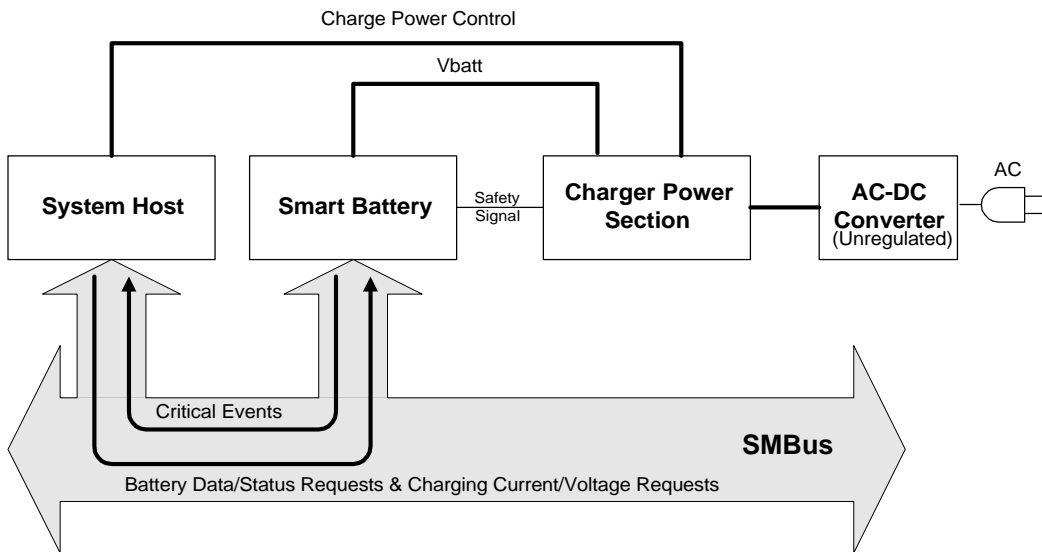 Charge Power Control
Vbatt
System Host
Smart Battery
Safety
Signal
Charger Power
Section
AC-DC
Converter
(Unregulated)
AC
Critical Events
SMBus
Battery Data/Status Requests & Charging Current/Voltage Requests